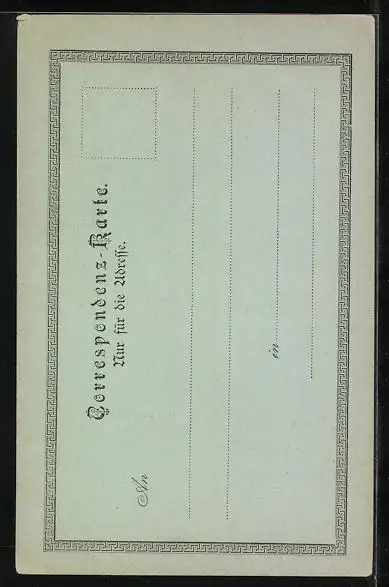 Correspondenz-Karte.
Nur für die Adresse.
An
in